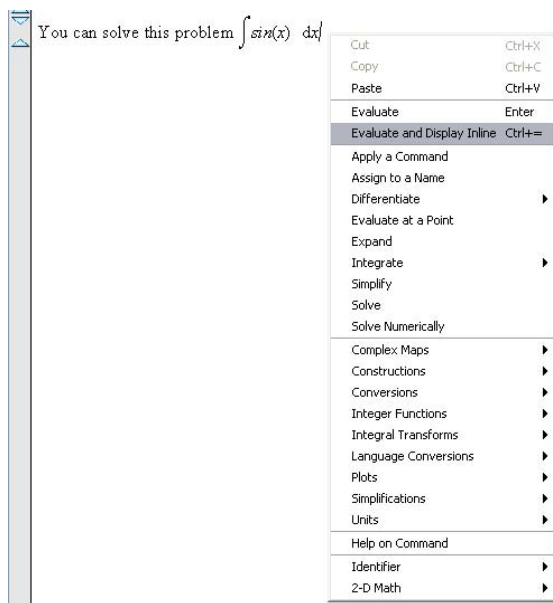 You can solve this problem ∫ sin(x) dx
Cut Ctrl+X
Copy Ctrl+C
Paste Ctrl+V
Evaluate Enter
Evaluate and Display Inline Ctrl+=
Apply a Command
Assign to a Name
Differentiate
Evaluate at a Point
Expand
Integrate
Simplify
Solve
Solve Numerically
Complex Maps
Constructions
Conversions
Integer Functions
Integral Transforms
Language Conversions
Plots
Simplifications
Units
Help on Command
Identifier
2-D Math